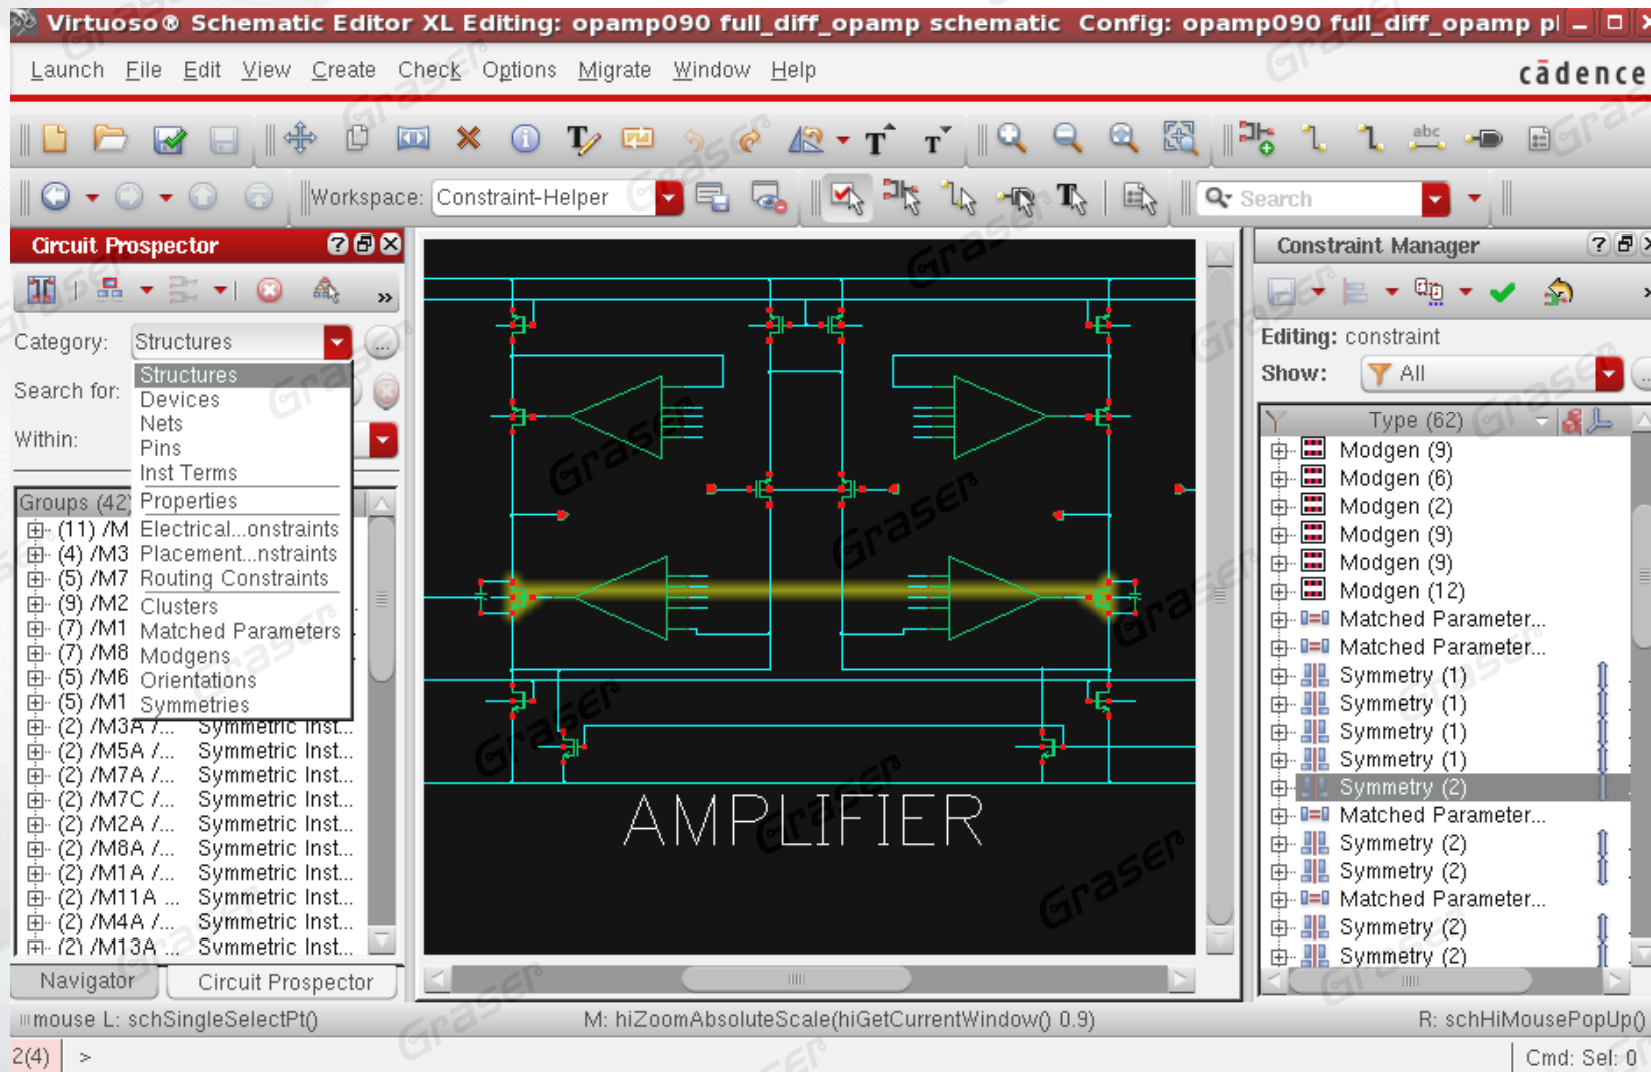 Virtuoso® Schematic Editor XL Editing: opamp090 full_diff_opamp schematic Config: opamp090 full_diff_opamp pl
Launch File Edit View Create Check Options Migrate Window Help
cādence
abc
Workspace: Constraint-Helper
Search
Circuit Prospector
Category: Structures
Search for:
Within:
Structures
Devices
Nets
Pins
Inst Terms
Properties
Electrical...onstraints
Placement...nstraints
Routing Constraints
Clusters
Matched Parameters
Modgens
Orientations
Symmetries
Groups (42)
(11) /M
(4) /M3
(5) /M7
(9) /M2
(7) /M1
(7) /M8
(5) /M6
(5) /M1
(2) /M3A /... Symmetric Inst...
(2) /M5A /... Symmetric Inst...
(2) /M7A /... Symmetric Inst...
(2) /M7C /... Symmetric Inst...
(2) /M2A /... Symmetric Inst...
(2) /M8A /... Symmetric Inst...
(2) /M1A /... Symmetric Inst...
(2) /M11A ... Symmetric Inst...
(2) /M4A /... Symmetric Inst...
(2) /M13A Symmetric Inst...
Navigator Circuit Prospector
AMPLIFIER
Constraint Manager
Editing: constraint
Show: All
Type (62)
Modgen (9)
Modgen (6)
Modgen (2)
Modgen (9)
Modgen (9)
Modgen (12)
Matched Parameter...
Matched Parameter...
Symmetry (1)
Symmetry (1)
Symmetry (1)
Symmetry (1)
Symmetry (2)
Matched Parameter...
Symmetry (2)
Symmetry (2)
Matched Parameter...
Symmetry (2)
Symmetry (2)
mouse L: schSingleSelectPt() M: hiZoomAbsoluteScale(hiGetCurrentWindow() 0.9) R: schHiMousePopUp()
2(4) > Cmd: Sel: 0
Graser